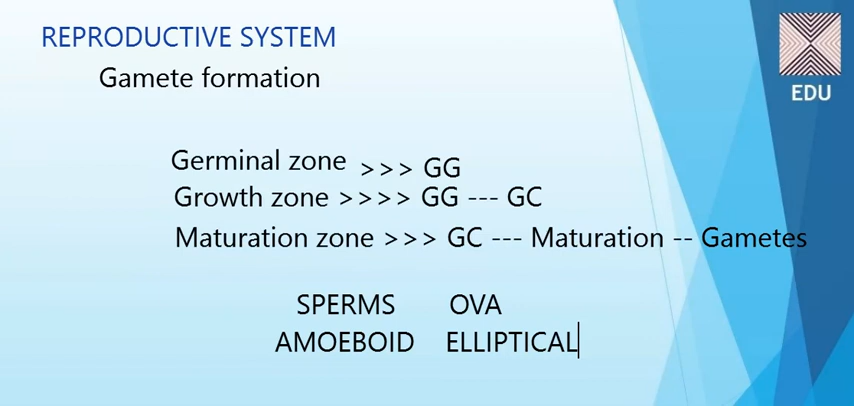 REPRODUCTIVE SYSTEM
EDU
Gamete formation
Germinal zone >>> GG
Growth zone >>>> GG --- GC
Maturation zone >>> GC --- Maturation -- Gametes
SPERMS OVA
AMOEBOID ELLIPTICAL